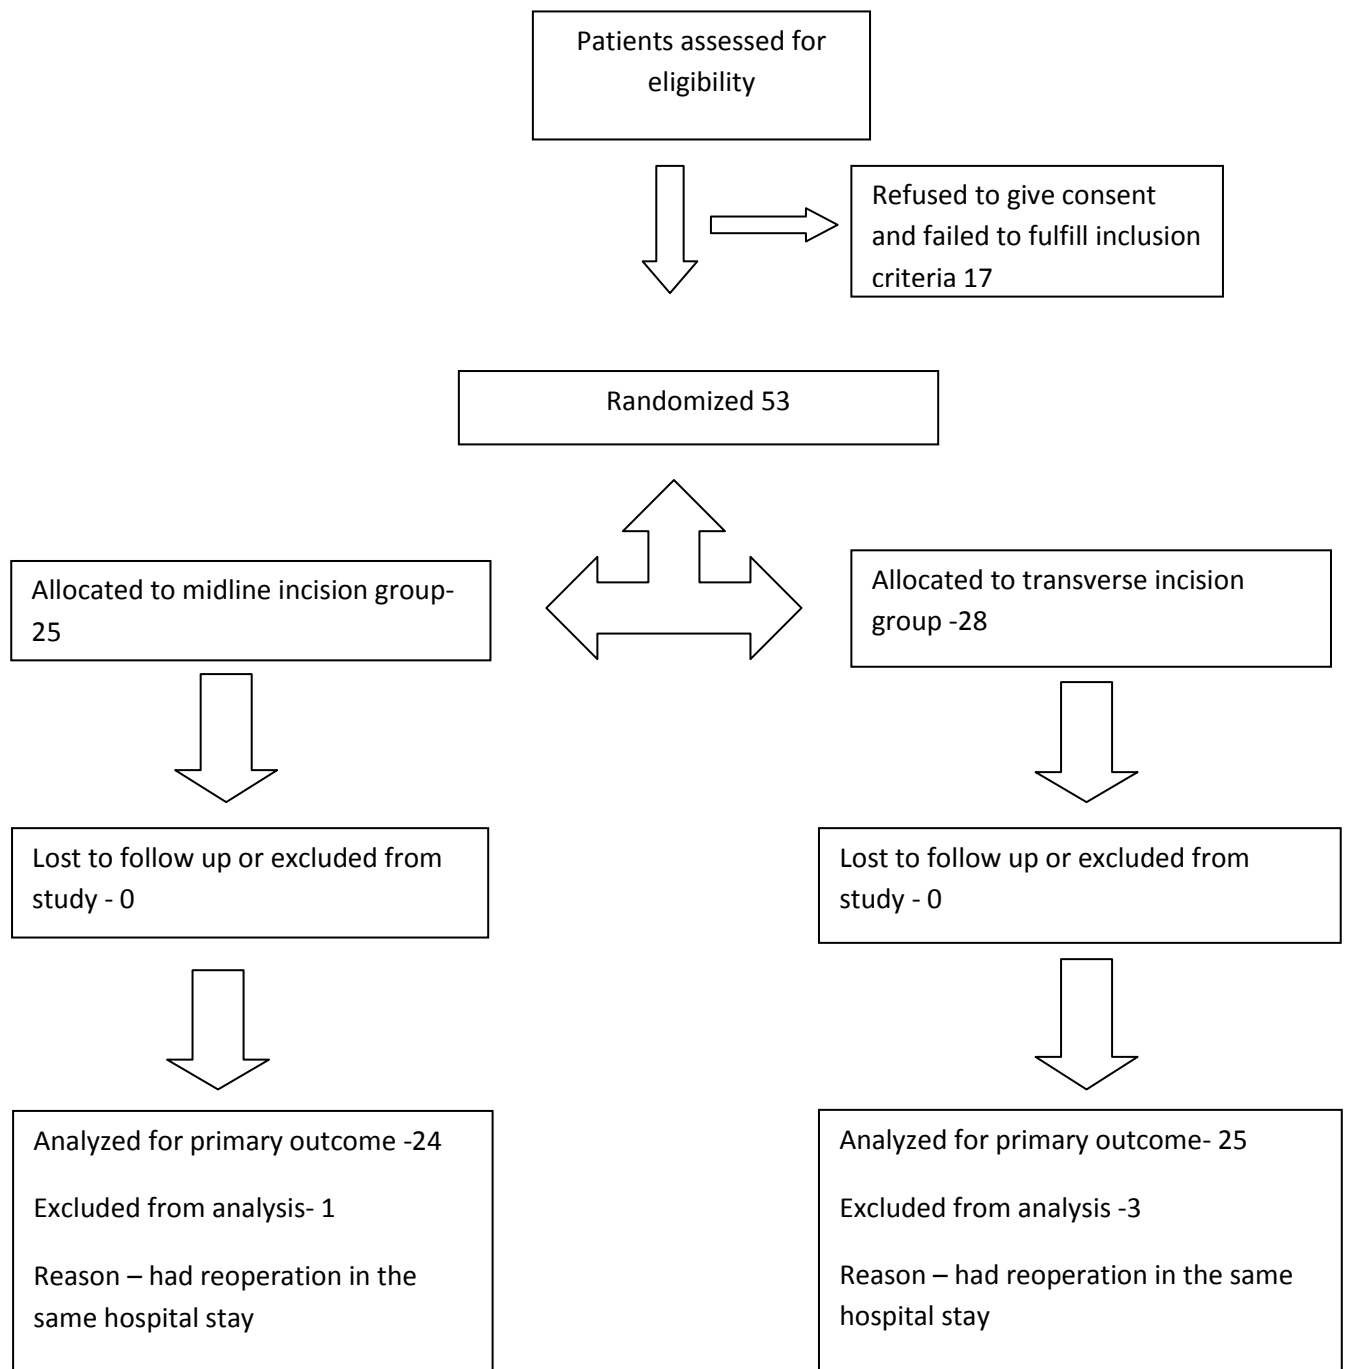 Patients assessed for
eligibility
Refused to give consent
and failed to fulfill inclusion
criteria 17
Randomized 53
Allocated to midline incision group-
25
Allocated to transverse incision
group -28
Lost to follow up or excluded from
study - 0
Lost to follow up or excluded from
study - 0
Analyzed for primary outcome -24
Excluded from analysis- 1
Reason – had reoperation in the
same hospital stay
Analyzed for primary outcome- 25
Excluded from analysis -3
Reason – had reoperation in the same
hospital stay